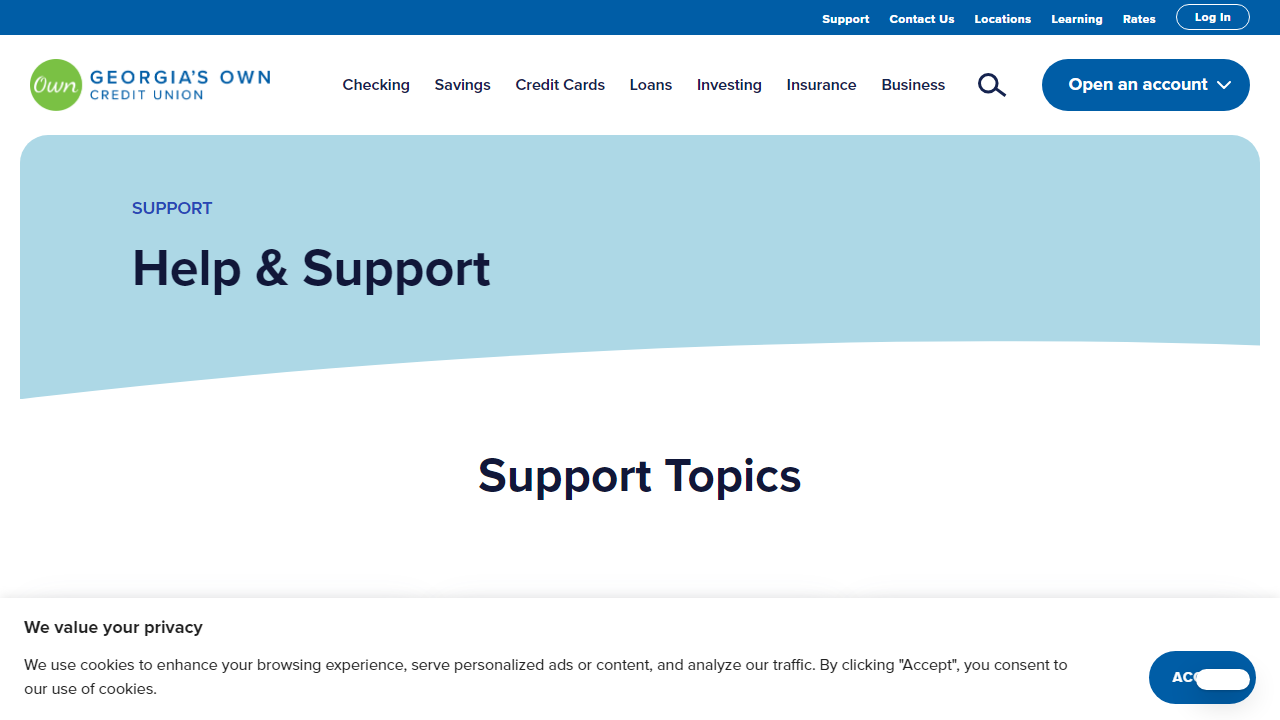 Support Contact Us Locations Learning Rates Log In
Own GEORGIA'S OWN
CREDIT UNION
Checking Savings Credit Cards Loans Investing Insurance Business Open an account
SUPPORT
Help & Support
Support Topics
We value your privacy
We use cookies to enhance your browsing experience, serve personalized ads or content, and analyze our traffic. By clicking "Accept", you consent to
our use of cookies.